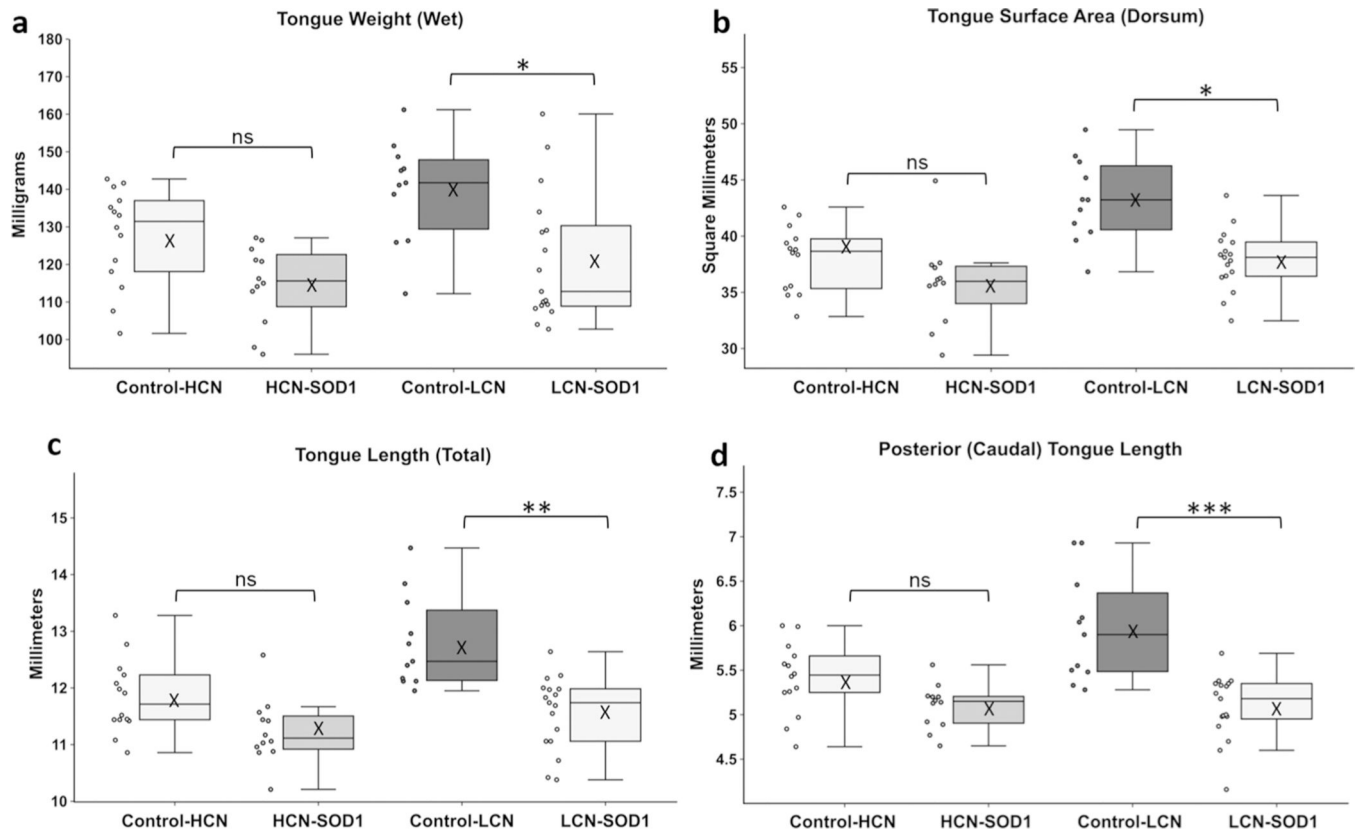 a
Tongue Weight (Wet)
180
170
160
150
140
130
120
110
100
Milligrams
ns
*
X
X
X
X
Control-HCN HCN-SOD1 Control-LCN LCN-SOD1
b
Tongue Surface Area (Dorsum)
55
50
45
40
35
30
Square Millimeters
ns
*
X
X
X
X
Control-HCN HCN-SOD1 Control-LCN LCN-SOD1
c
Tongue Length (Total)
15
14
13
12
11
10
Millimeters
ns
**
X
X
X
X
Control-HCN HCN-SOD1 Control-LCN LCN-SOD1
d
Posterior (Caudal) Tongue Length
7.5
7
6.5
6
5.5
5
4.5
Millimeters
ns
***
X
X
X
X
Control-HCN HCN-SOD1 Control-LCN LCN-SOD1